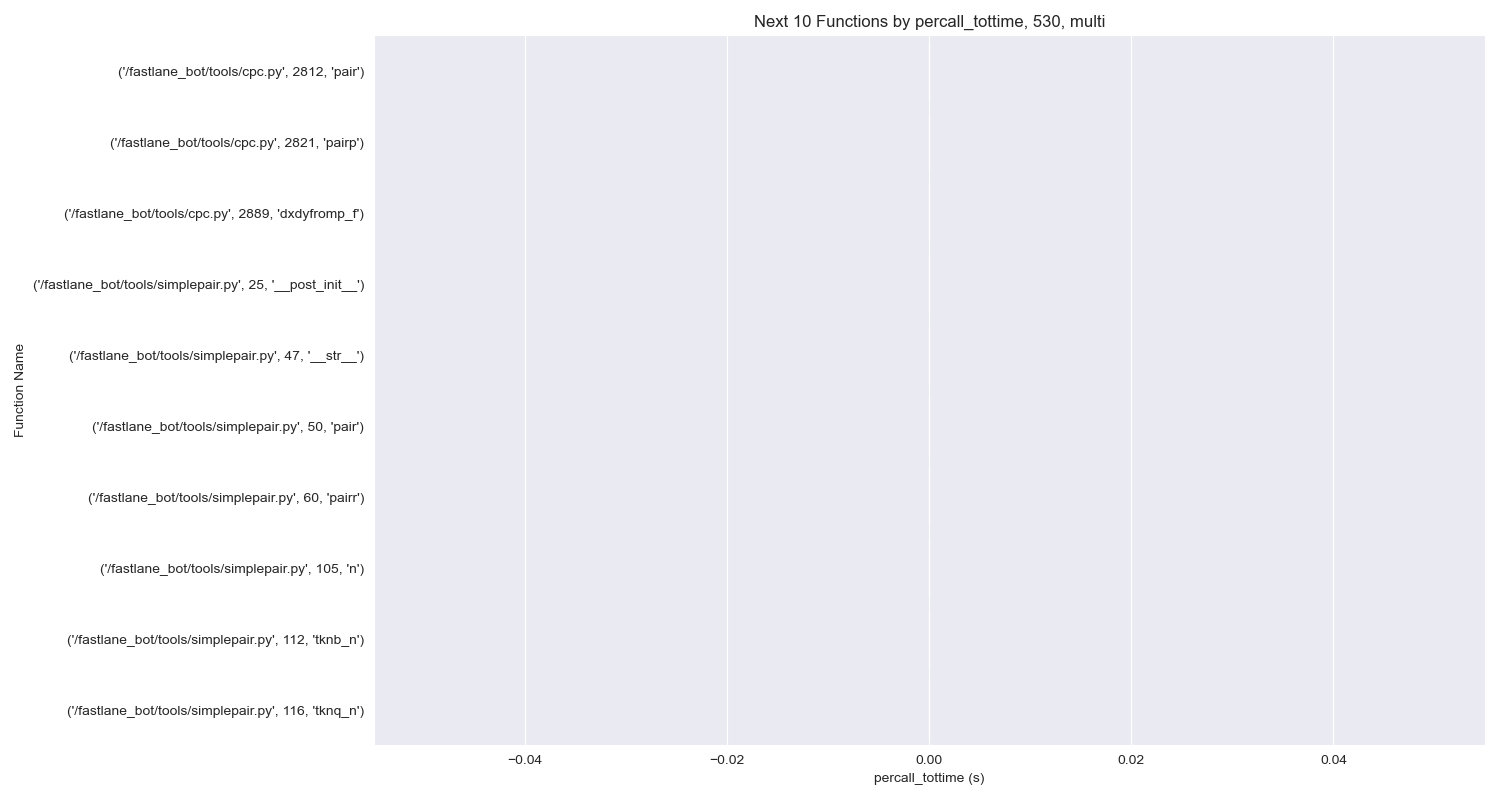 Next 10 Functions by percall_tottime, 530, multi
('/fastlane_bot/tools/cpc.py', 2812, 'pair')
('/fastlane_bot/tools/cpc.py', 2821, 'pairp')
('/fastlane_bot/tools/cpc.py', 2889, 'dxdyfromp_f')
('/fastlane_bot/tools/simplepair.py', 25, '__post_init__')
('/fastlane_bot/tools/simplepair.py', 47, '__str__')
('/fastlane_bot/tools/simplepair.py', 50, 'pair')
('/fastlane_bot/tools/simplepair.py', 60, 'pairr')
('/fastlane_bot/tools/simplepair.py', 105, 'n')
('/fastlane_bot/tools/simplepair.py', 112, 'tknb_n')
('/fastlane_bot/tools/simplepair.py', 116, 'tknq_n')
Function Name
−0.04 −0.02 0.00 0.02 0.04
percall_tottime (s)